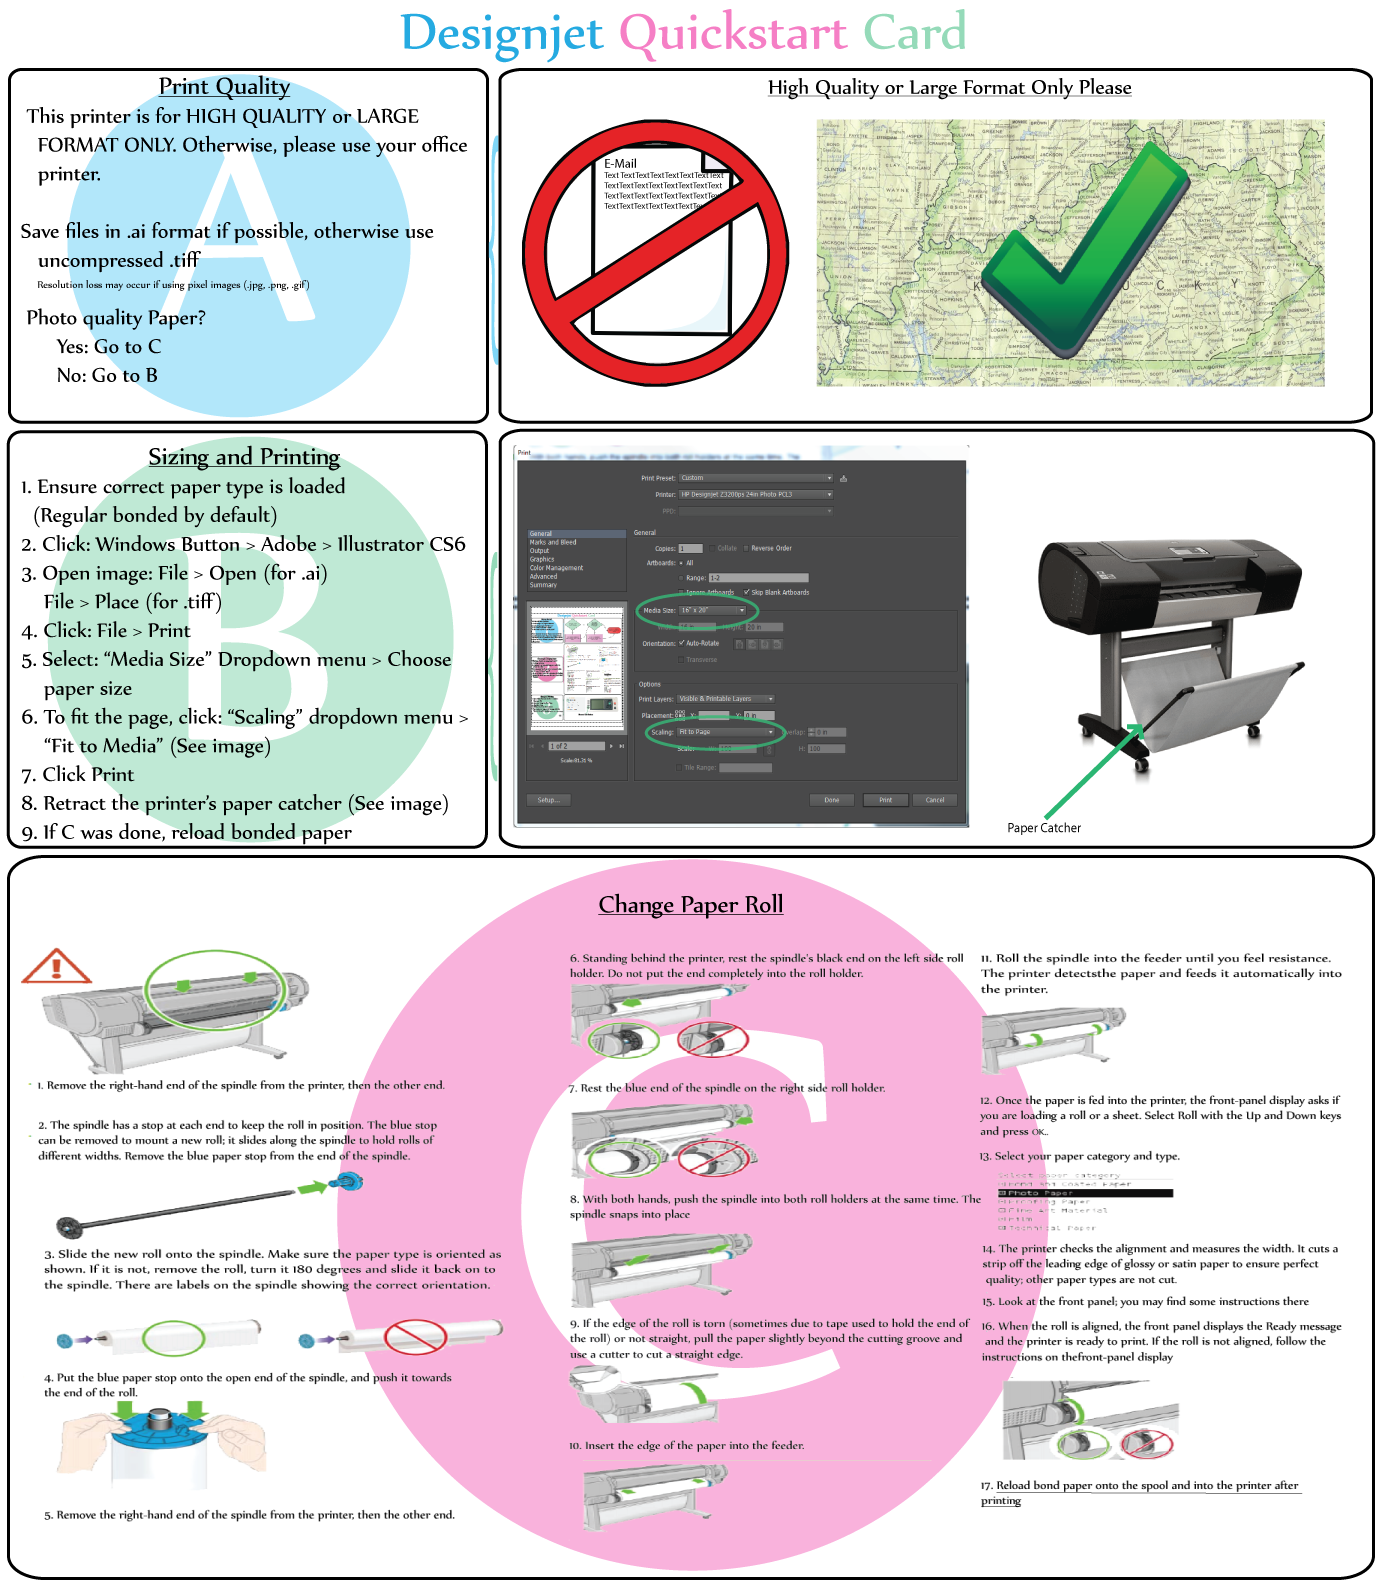 Designjet Quickstart Card
Print Quality
This printer is for HIGH QUALITY or LARGE
FORMAT ONLY. Otherwise, please use your office
printer.
Save files in .ai format if possible, otherwise use
uncompressed .tiff
Resolution loss may occur if using pixel images (.jpg, .png, .gif)
Photo quality Paper?
Yes: Go to C
No: Go to B
A
High Quality or Large Format Only Please
E-Mail
Text TextTextTextTextTextTextText
TextTextTextTextTextTextTextText
TextTextTextTextTextTextTextText
TextTextTextTextTextTextTe
K U C K Y
Sizing and Printing
1. Ensure correct paper type is loaded
(Regular bonded by default)
2. Click: Windows Button > Adobe > Illustrator CS6
3. Open image: File > Open (for .ai)
File > Place (for .tiff)
4. Click: File > Print
5. Select: “Media Size” Dropdown menu > Choose
paper size
6. To fit the page, click: “Scaling” dropdown menu >
“Fit to Media” (See image)
7. Click Print
8. Retract the printer’s paper catcher (See image)
9. If C was done, reload bonded paper
B
Print
Print Preset: Custom
Printer: HP Designjet Z3200ps 24in Photo PCL3
PPD:
General
Marks and Bleed
Output
Graphics
Color Management
Advanced
Summary
General
Copies: 1 Collate Reverse Order
Artboards: All
Range: 1-2
Ignore Artboards Skip Blank Artboards
Media Size: 16" x 20"
Orientation: Auto-Rotate
Transverse
Options
Print Layers: Visible & Printable Layers
Placement: X: Y: 0 in
Scaling: Fit to Page Overlap: 0 in
Scale: W: H: 100
Tile Range:
1 of 2
Scale:81.31 %
Setup... Done Print Cancel
Paper Catcher
Change Paper Roll
C
1. Remove the right-hand end of the spindle from the printer, then the other end.
2. The spindle has a stop at each end to keep the roll in position. The blue stop
can be removed to mount a new roll; it slides along the spindle to hold rolls of
different widths. Remove the blue paper stop from the end of the spindle.
3. Slide the new roll onto the spindle. Make sure the paper type is oriented as
shown. If it is not, remove the roll, turn it 180 degrees and slide it back on to
the spindle. There are labels on the spindle showing the correct orientation.
4. Put the blue paper stop onto the open end of the spindle, and push it towards
the end of the roll.
5. Remove the right-hand end of the spindle from the printer, then the other end.
6. Standing behind the printer, rest the spindle's black end on the left side roll
holder. Do not put the end completely into the roll holder.
7. Rest the blue end of the spindle on the right side roll holder.
8. With both hands, push the spindle into both roll holders at the same time. The
spindle snaps into place
9. If the edge of the roll is torn (sometimes due to tape used to hold the end of
the roll) or not straight, pull the paper slightly beyond the cutting groove and
use a cutter to cut a straight edge.
10. Insert the edge of the paper into the feeder.
11. Roll the spindle into the feeder until you feel resistance.
The printer detectsthe paper and feeds it automatically into
the printer.
12. Once the paper is fed into the printer, the front-panel display asks if
you are loading a roll or a sheet. Select Roll with the Up and Down keys
and press OK..
13. Select your paper category and type.
Select paper category
Bond and Coated Paper
Photo Paper
Proofing Paper
Fine Art Material
Film
Technical Paper
14. The printer checks the alignment and measures the width. It cuts a
strip off the leading edge of glossy or satin paper to ensure perfect
quality; other paper types are not cut.
15. Look at the front panel; you may find some instructions there
16. When the roll is aligned, the front panel displays the Ready message
and the printer is ready to print. If the roll is not aligned, follow the
instructions on thefront-panel display
17. Reload bond paper onto the spool and into the printer after
printing